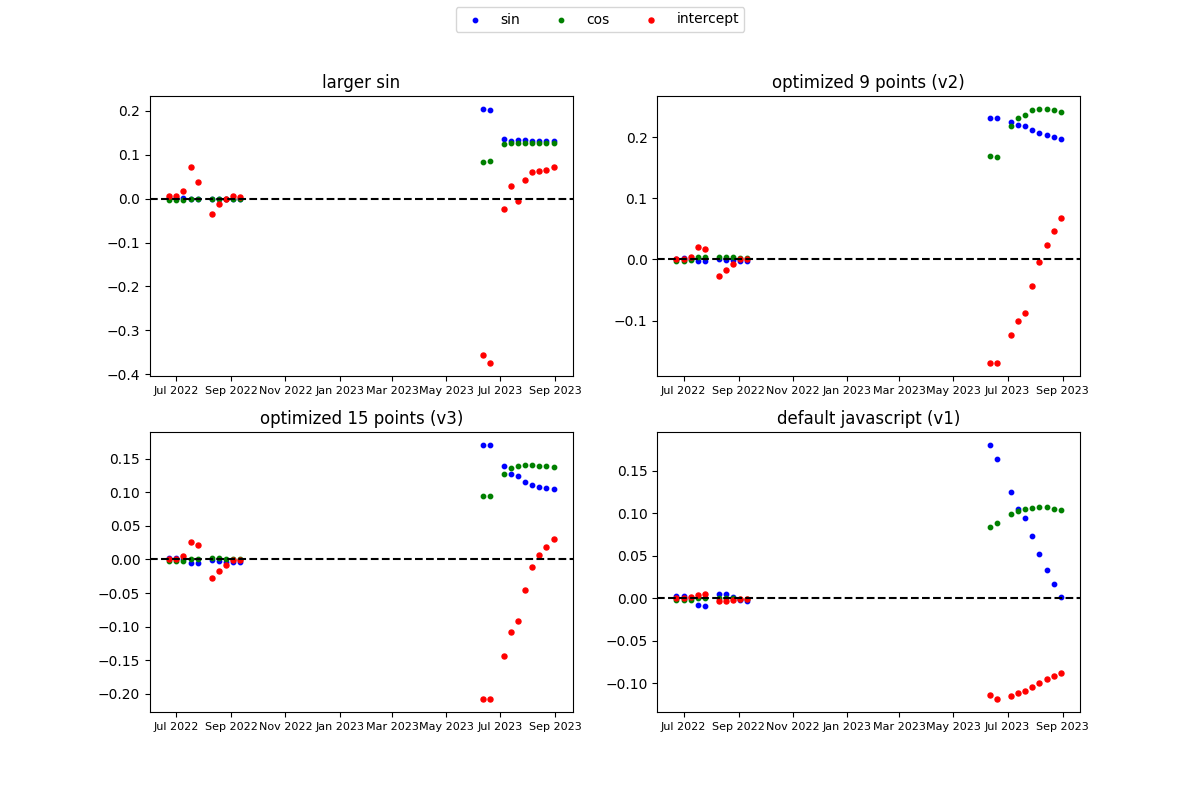 sin cos intercept
larger sin
0.2
0.1
0.0
−0.1
−0.2
−0.3
−0.4
Jul 2022 Sep 2022 Nov 2022 Jan 2023 Mar 2023 May 2023 Jul 2023 Sep 2023
optimized 9 points (v2)
0.2
0.1
0.0
−0.1
Jul 2022 Sep 2022 Nov 2022 Jan 2023 Mar 2023 May 2023 Jul 2023 Sep 2023
optimized 15 points (v3)
0.15
0.10
0.05
0.00
−0.05
−0.10
−0.15
−0.20
Jul 2022 Sep 2022 Nov 2022 Jan 2023 Mar 2023 May 2023 Jul 2023 Sep 2023
default javascript (v1)
0.15
0.10
0.05
0.00
−0.05
−0.10
Jul 2022 Sep 2022 Nov 2022 Jan 2023 Mar 2023 May 2023 Jul 2023 Sep 2023